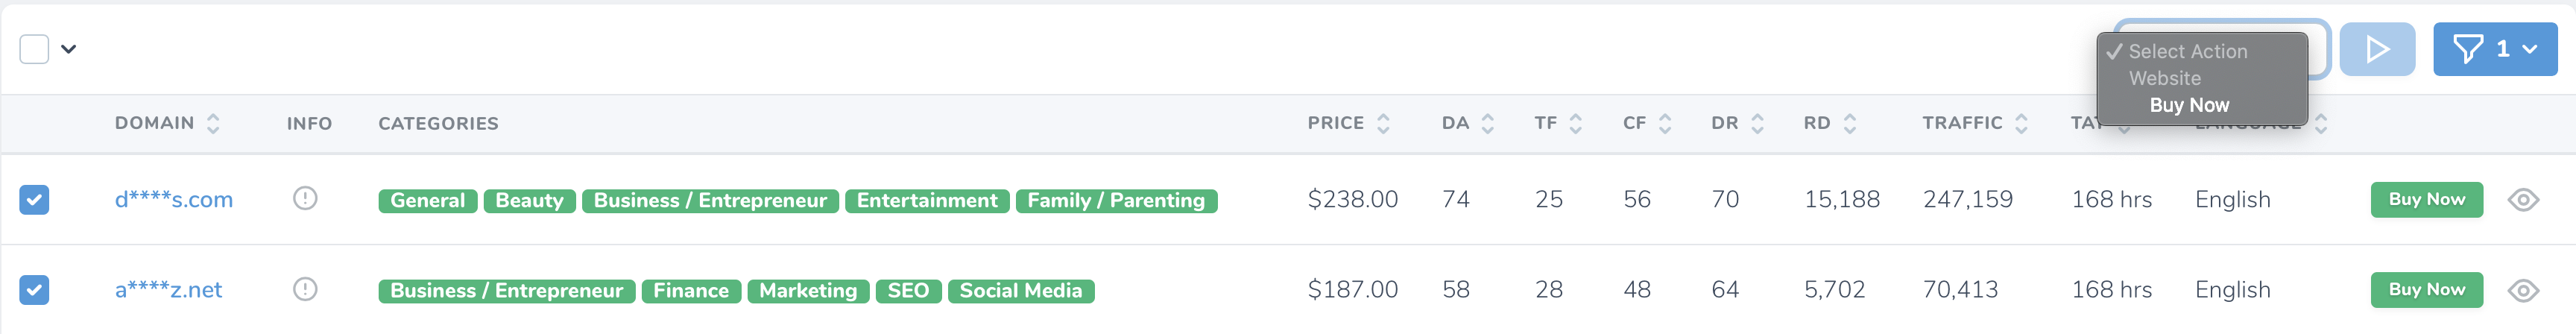 ✓ Select Action
Website
Buy Now
1
DOMAIN INFO CATEGORIES PRICE DA TF CF DR RD TRAFFIC TAT LANGUAGE
d****s.com General Beauty Business / Entrepreneur Entertainment Family / Parenting $238.00 74 25 56 70 15,188 247,159 168 hrs English Buy Now
a****z.net Business / Entrepreneur Finance Marketing SEO Social Media $187.00 58 28 48 64 5,702 70,413 168 hrs English Buy Now